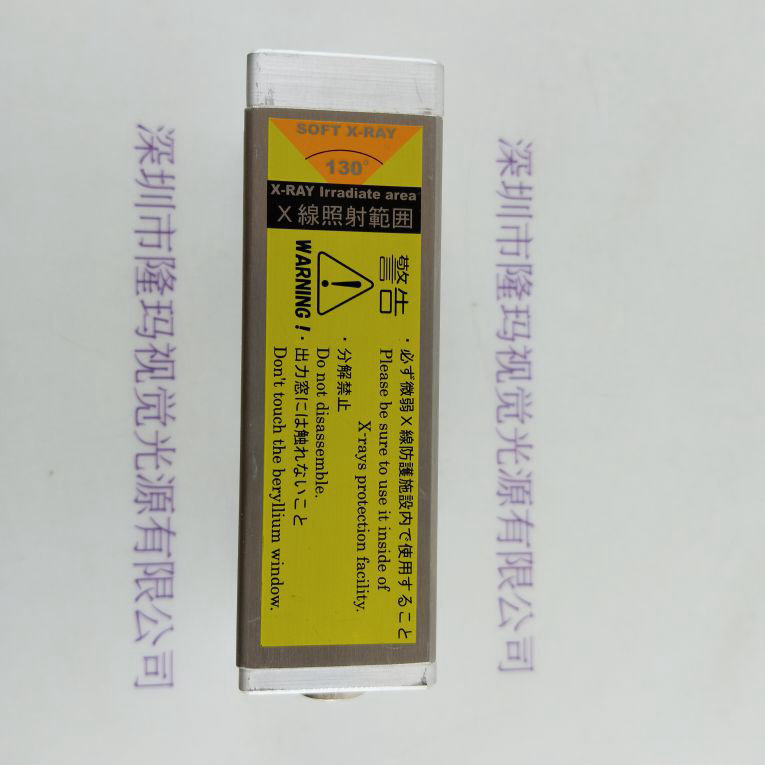 SOFT X-RAY
130°
X-RAY Irradiate area
X線照射範囲
警告
WARNING!
・必ず微弱X線防護施設内で使用すること
Please be sure to use it inside of
X-rays protection facility.
・分解禁止
Do not disassemble.
・出力窓には触れないこと
Don't touch the beryllium window.
深圳市隆玛视觉光源有限公司
深圳市隆玛视觉光源有限公司